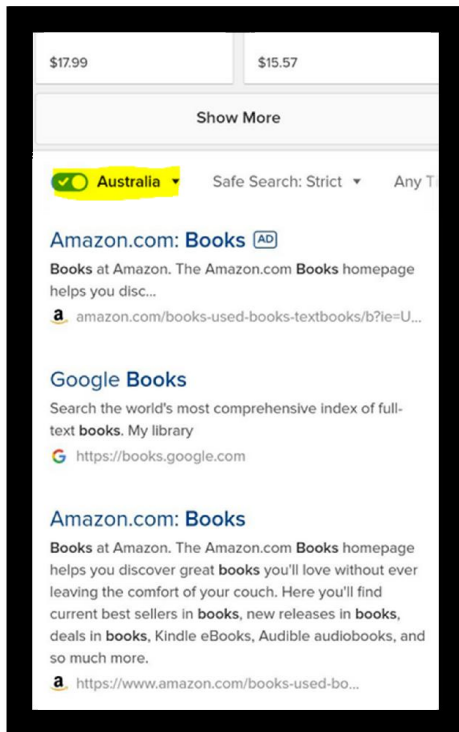 $17.99 $15.57
Show More
Australia Safe Search: Strict Any
Amazon.com: Books AD
Books at Amazon. The Amazon.com Books homepage
helps you disc...
a amazon.com/books-used-books-textbooks/b?ie=U...
Google Books
Search the world's most comprehensive index of full-
text books. My library
G https://books.google.com
Amazon.com: Books
Books at Amazon. The Amazon.com Books homepage
helps you discover great books you'll love without ever
leaving the comfort of your couch. Here you'll find
current best sellers in books, new releases in books,
deals in books, Kindle eBooks, Audible audiobooks, and
so much more.
a https://www.amazon.com/books-used-bo...